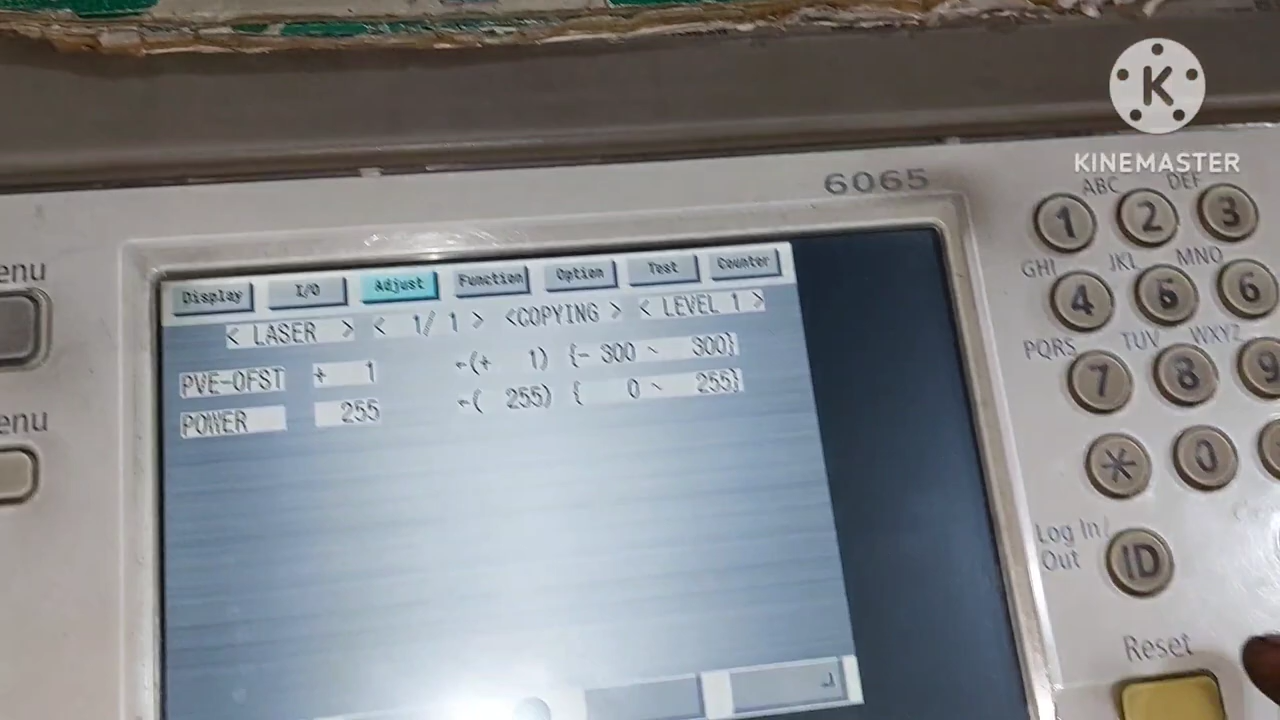 K
KINEMASTER
6065
Display I/O Adjust Function Option Test Counter
< LASER > < 1/ 1 > <COPYING > < LEVEL 1 >
PVE-OFST + 1 ←(+ 1) {- 300 ~ 300}
POWER 255 ←( 255) { 0 ~ 255}
enu
enu
ABC DEF
1 2 3
GHI JKL MNO
4 5 6
PQRS TUV WXYZ
7 8 9
* 0
Log In/
Out
ID
Reset